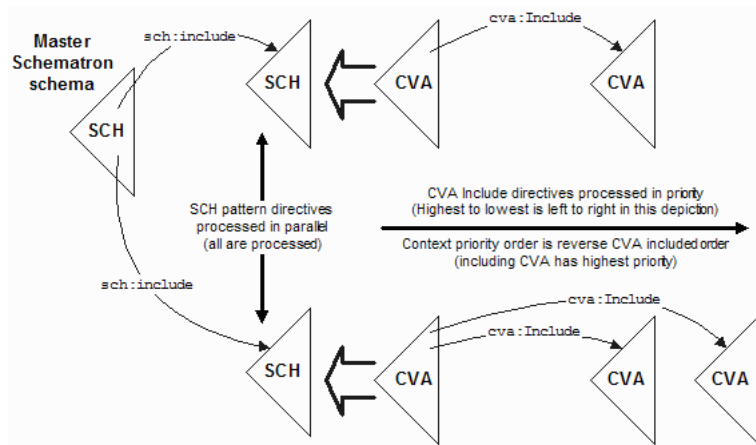 Master
Schematron
schema
sch:include
cva:Include
SCH
CVA
CVA
SCH
SCH pattern directives
processed in parallel
(all are processed)
CVA Include directives processed in priority
(Highest to lowest is left to right in this depiction)
Context priority order is reverse CVA included order
(including CVA has highest priority)
sch:include
cva:Include
cva:Include
SCH
CVA
CVA
CVA